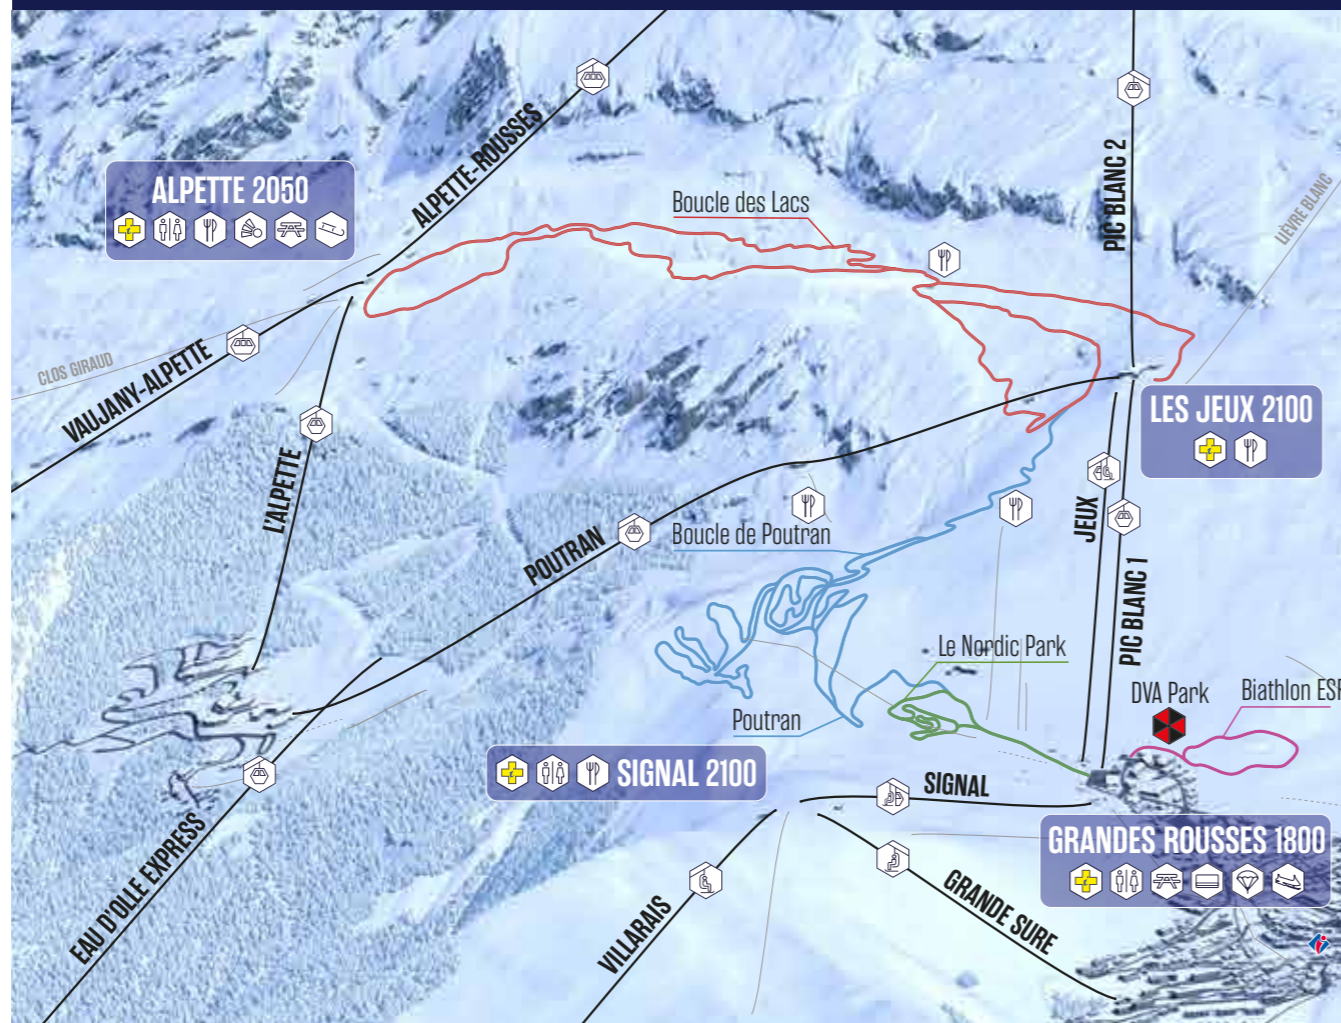 ALPETTE 2050
ALPETTE-ROUSSES
PIC BLANC 2
LIÈVRE BLANC
Boucle des Lacs
CLOS GIRAUD
VAUJANY-ALPETTE
L'ALPETTE
LES JEUX 2100
JEUX
PIC BLANC 1
POUTRAN
Boucle de Poutran
Le Nordic Park
DVA Park
Biathlon ESF
Poutran
SIGNAL 2100
SIGNAL
GRANDES ROUSSES 1800
EAU D'OLLE EXPRESS
VILLARAIS
GRANDE SURE